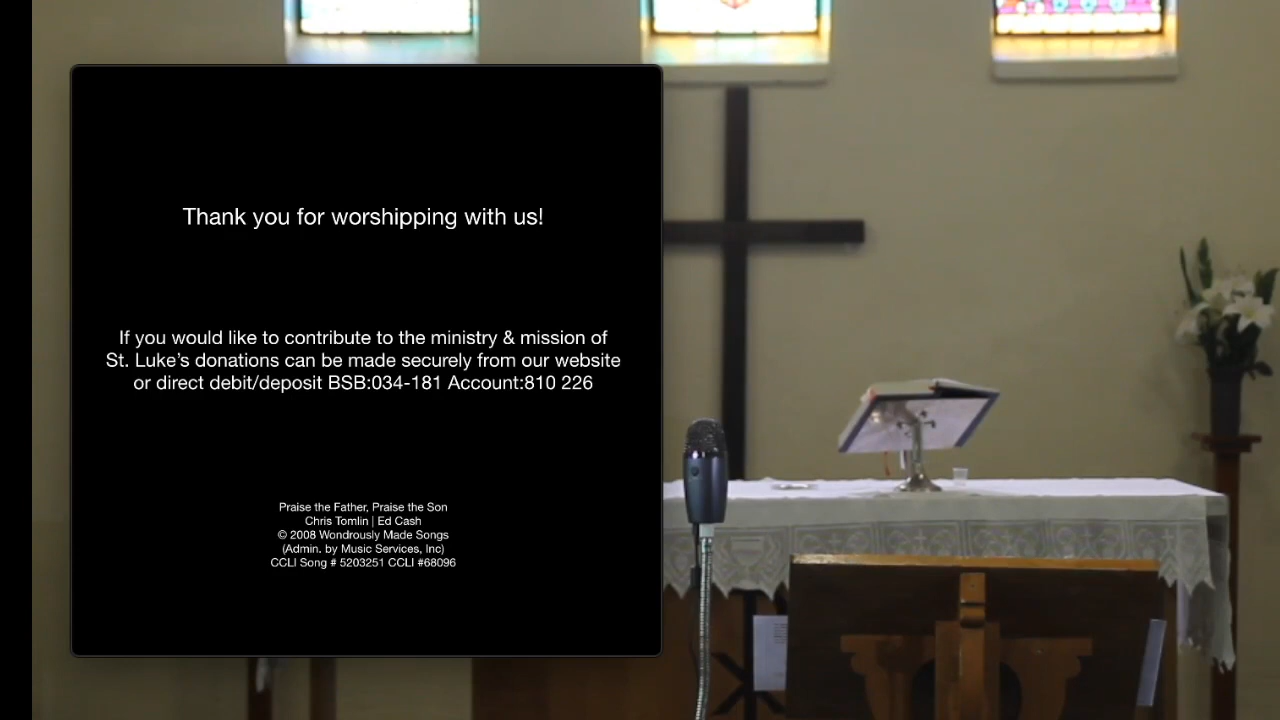 Thank you for worshipping with us!
If you would like to contribute to the ministry & mission of
St. Luke's donations can be made securely from our website
or direct debit/deposit BSB:034-181 Account:810 226
Praise the Father, Praise the Son
Chris Tomlin | Ed Cash
© 2008 Wondrously Made Songs
(Admin. by Music Services, Inc)
CCLI Song # 5203251 CCLI #68096